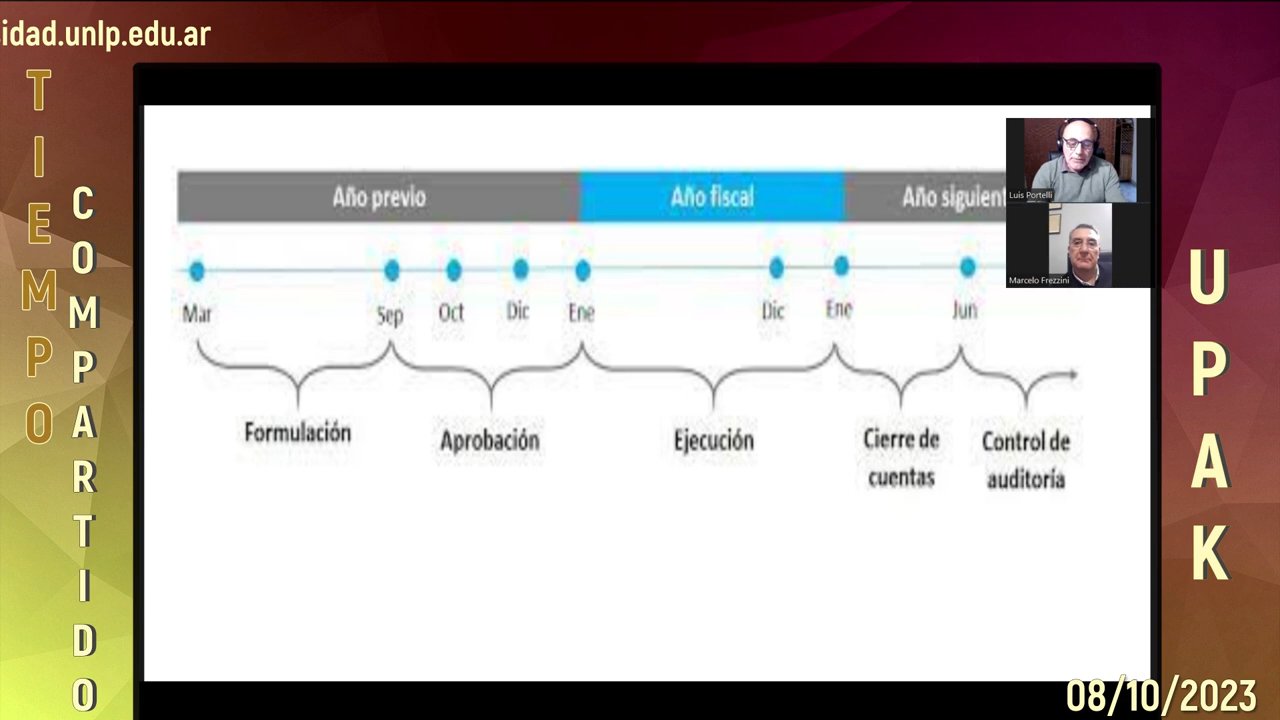 idad.unlp.edu.ar
TIEMPO
COMPARTIDO
UPAK
Año previo
Año fiscal
Año siguient
Luis Portelli
Marcelo Frezzini
Mar
Sep
Oct
Dic
Ene
Dic
Ene
Jun
Formulación
Aprobación
Ejecución
Cierre de
cuentas
Control de
auditoría
08/10/2023